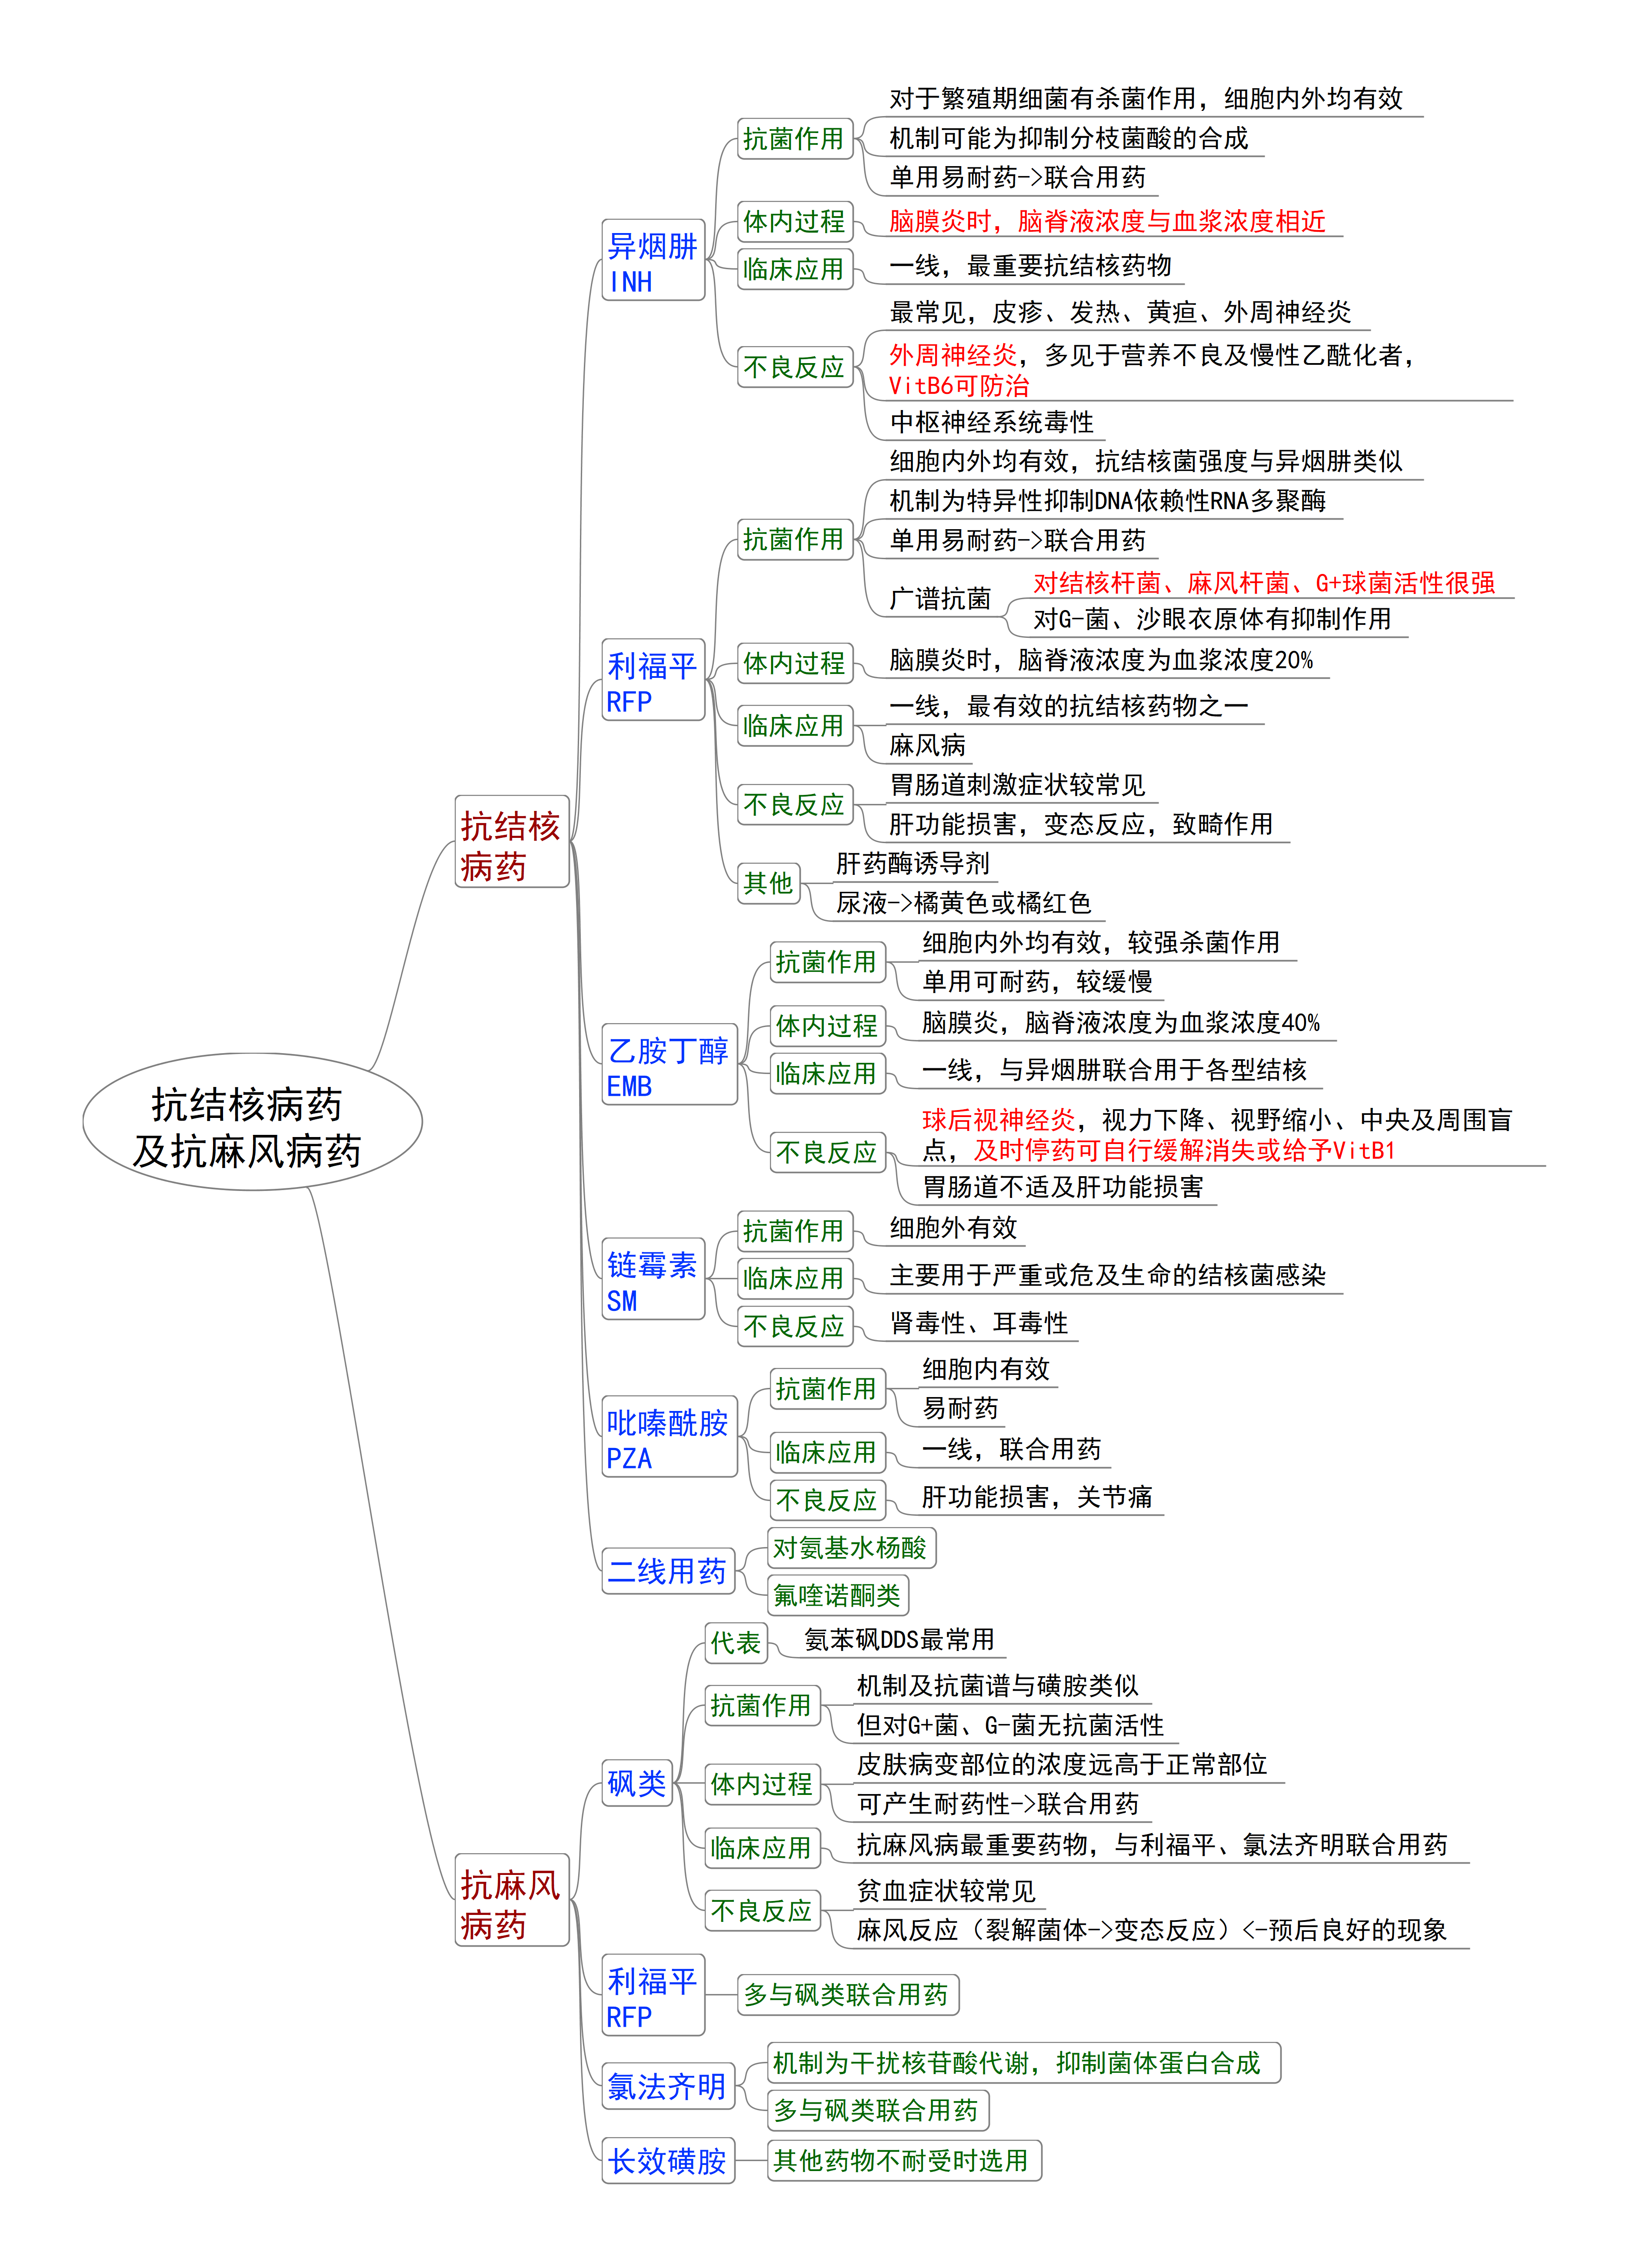 抗结核病药
及抗麻风病药
抗结核
病药
异烟肼
INH
抗菌作用
对于繁殖期细菌有杀菌作用，细胞内外均有效
机制可能为抑制分枝菌酸的合成
单用易耐药->联合用药
体内过程
脑膜炎时，脑脊液浓度与血浆浓度相近
临床应用
一线，最重要抗结核药物
不良反应
最常见，皮疹、发热、黄疸、外周神经炎
外周神经炎，多见于营养不良及慢性乙酰化者，
VitB6可防治
中枢神经系统毒性
利福平
RFP
抗菌作用
细胞内外均有效，抗结核菌强度与异烟肼类似
机制为特异性抑制DNA依赖性RNA多聚酶
单用易耐药->联合用药
广谱抗菌
对结核杆菌、麻风杆菌、G+球菌活性很强
对G-菌、沙眼衣原体有抑制作用
体内过程
脑膜炎时，脑脊液浓度为血浆浓度20%
临床应用
一线，最有效的抗结核药物之一
麻风病
不良反应
胃肠道刺激症状较常见
肝功能损害，变态反应，致畸作用
其他
肝药酶诱导剂
尿液->橘黄色或橘红色
乙胺丁醇
EMB
抗菌作用
细胞内外均有效，较强杀菌作用
单用可耐药，较缓慢
体内过程
脑膜炎，脑脊液浓度为血浆浓度40%
临床应用
一线，与异烟肼联合用于各型结核
不良反应
球后视神经炎，视力下降、视野缩小、中央及周围盲
点，及时停药可自行缓解消失或给予VitB1
胃肠道不适及肝功能损害
链霉素
SM
抗菌作用
细胞外有效
临床应用
主要用于严重或危及生命的结核菌感染
不良反应
肾毒性、耳毒性
吡嗪酰胺
PZA
抗菌作用
细胞内有效
易耐药
临床应用
一线，联合用药
不良反应
肝功能损害，关节痛
二线用药
对氨基水杨酸
氟喹诺酮类
抗麻风
病药
砜类
代表
氨苯砜DDS最常用
抗菌作用
机制及抗菌谱与磺胺类似
但对G+菌、G-菌无抗菌活性
体内过程
皮肤病变部位的浓度远高于正常部位
可产生耐药性->联合用药
临床应用
抗麻风病最重要药物，与利福平、氯法齐明联合用药
不良反应
贫血症状较常见
麻风反应（裂解菌体->变态反应）<-预后良好的现象
利福平
RFP
多与砜类联合用药
氯法齐明
机制为干扰核苷酸代谢，抑制菌体蛋白合成
多与砜类联合用药
长效磺胺
其他药物不耐受时选用